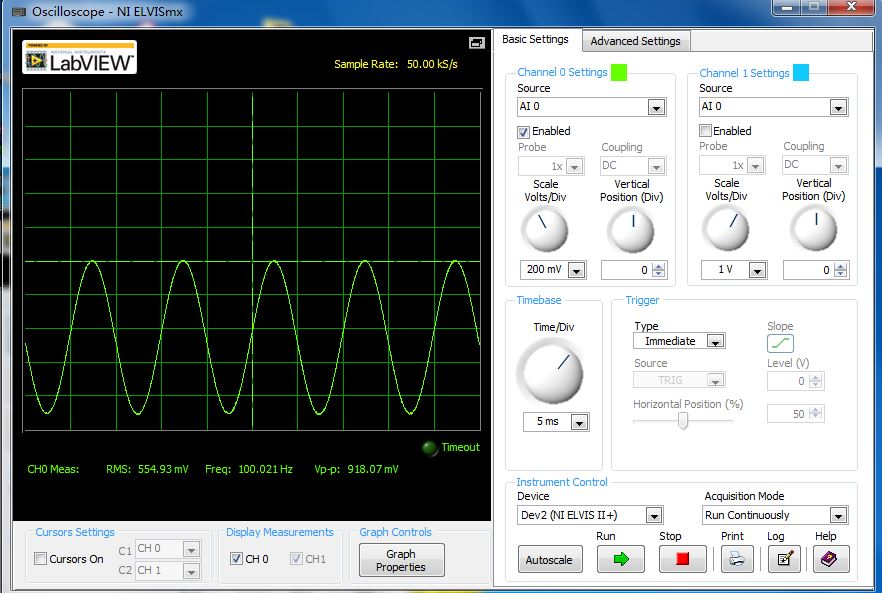 Oscilloscope - NI ELVISmx
POWERED BY
NATIONAL INSTRUMENTS
LabVIEW™
Sample Rate: 50.00 kS/s
Timeout
CH0 Meas: RMS: 554.93 mV Freq: 100.021 Hz Vp-p: 918.07 mV
Cursors Settings
Cursors On
C1 CH 0
C2 CH 1
Display Measurements
CH 0 CH1
Graph Controls
Graph
Properties
Basic Settings Advanced Settings
Channel 0 Settings
Source
AI 0
Enabled
Probe Coupling
1x DC
Scale
Volts/Div
Vertical
Position (Div)
200 mV 0
Channel 1 Settings
Source
AI 0
Enabled
Probe Coupling
1x DC
Scale
Volts/Div
Vertical
Position (Div)
1 V 0
Timebase
Time/Div
5 ms
Trigger
Type
Immediate
Slope
Source
TRIG
Level (V)
0
Horizontal Position (%)
50
Instrument Control
Device
Dev2 (NI ELVIS II+)
Acquisition Mode
Run Continuously
Run Stop Print Log Help
Autoscale